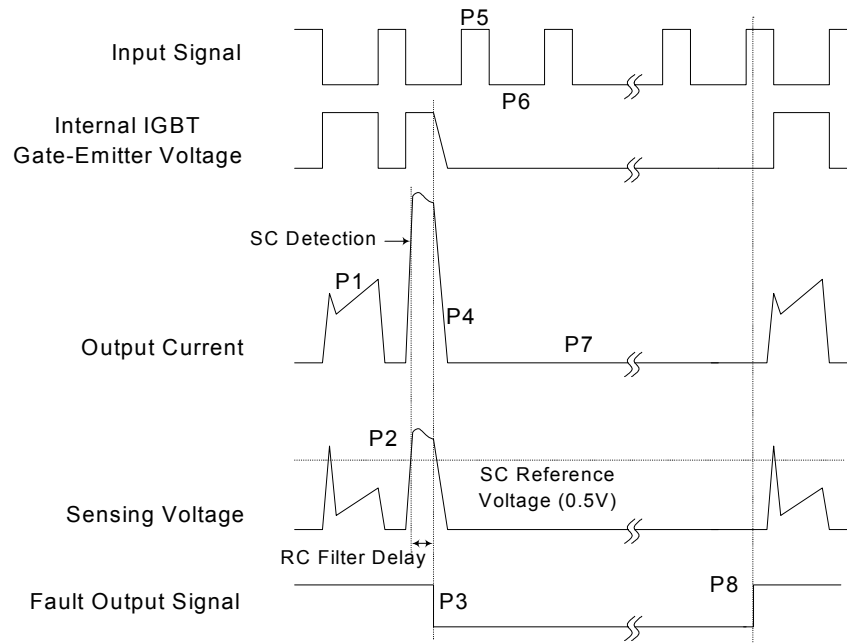 P5
Input Signal
P6
Internal IGBT
Gate-Emitter Voltage
SC Detection
P1
P4
Output Current
P7
P2
SC Reference
Voltage (0.5V)
Sensing Voltage
RC Filter Delay
Fault Output Signal
P3
P8